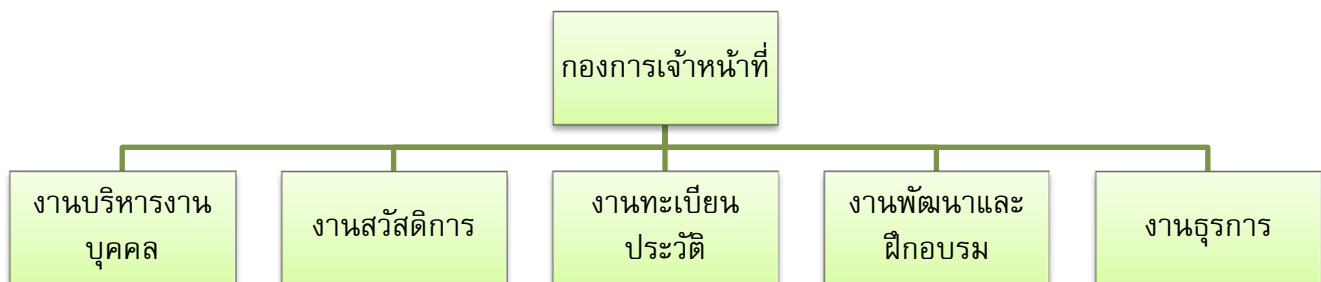 กองการเจ้าหน้าที่
งานบริหารงาน
บุคคล
งานสวัสดิการ
งานทะเบียน
ประวัติ
งานพัฒนาและ
ฝึกอบรม
งานธุรการ